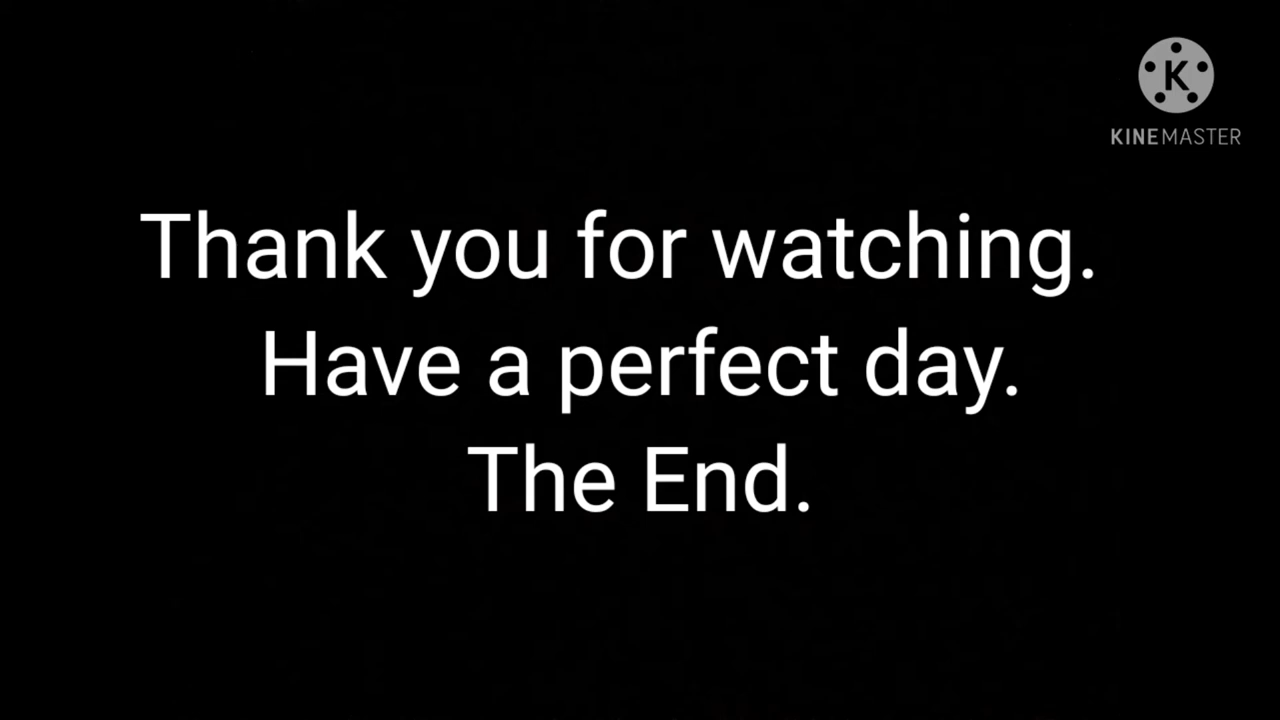 K
KINEMASTER
Thank you for watching.
Have a perfect day.
The End.